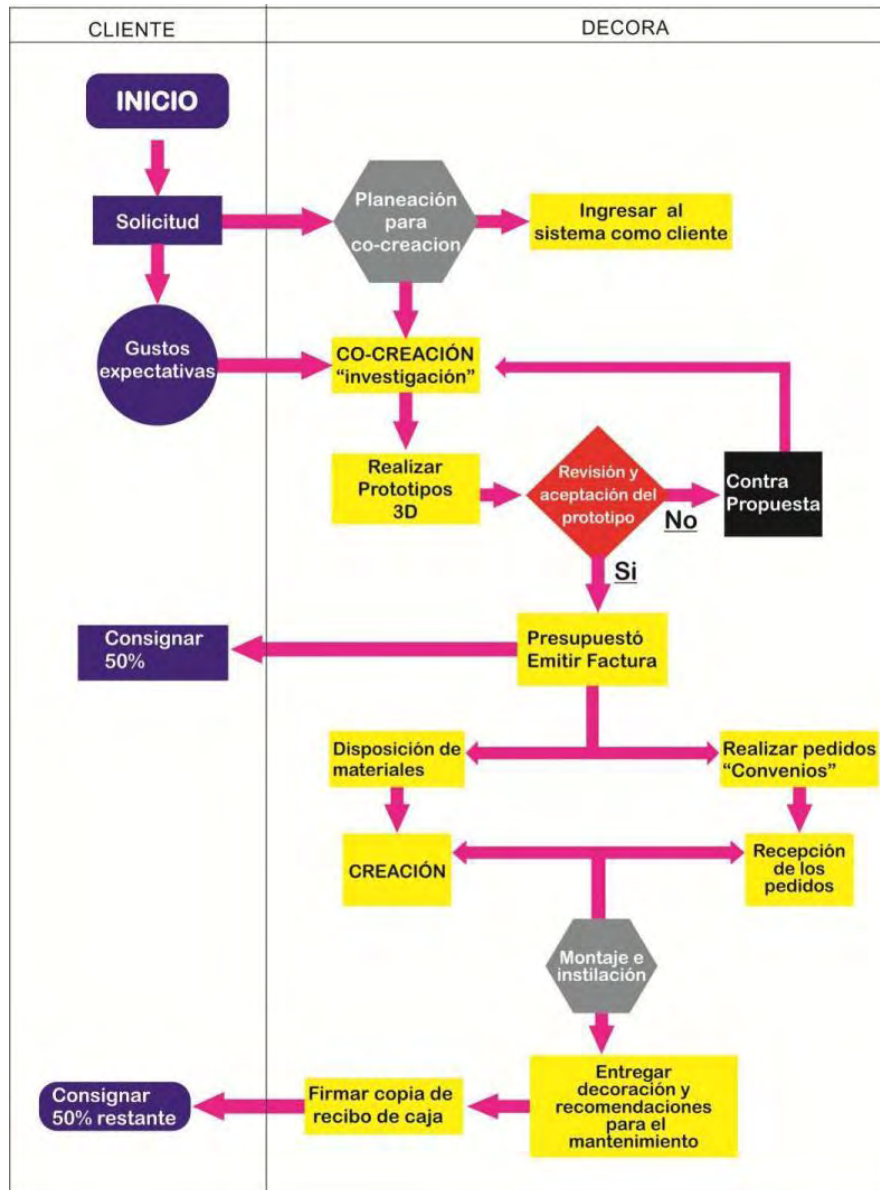 CLIENTE
DECORA
INICIO
Solicitud
Planeación
para
co-creacion
Ingresar al
sistema como cliente
Gustos
expectativas
CO-CREACIÓN
“investigación”
Realizar
Prototipos
3D
Revisión y
aceptación del
prototipo
No
Contra
Propuesta
Si
Consignar
50%
Presupuestó
Emitir Factura
Disposición de
materiales
Realizar pedidos
“Convenios”
CREACIÓN
Recepción
de los
pedidos
Montaje e
instilación
Entregar
decoración y
recomendaciones
para el
mantenimiento
Firmar copia de
recibo de caja
Consignar
50% restante